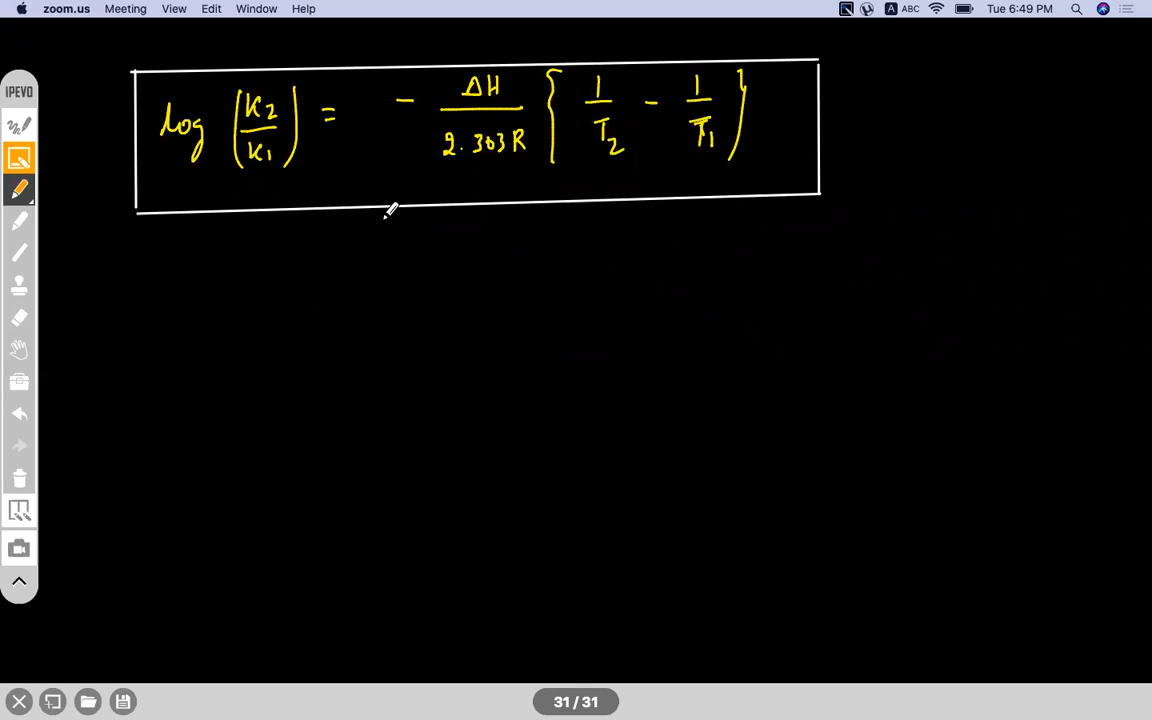 zoom.us Meeting View Edit Window Help A ABC Tue 6:49 PM
IPEVO
log (K2/K1) = - ΔH/2.303R { 1/T2 - 1/T1 }
31 / 31